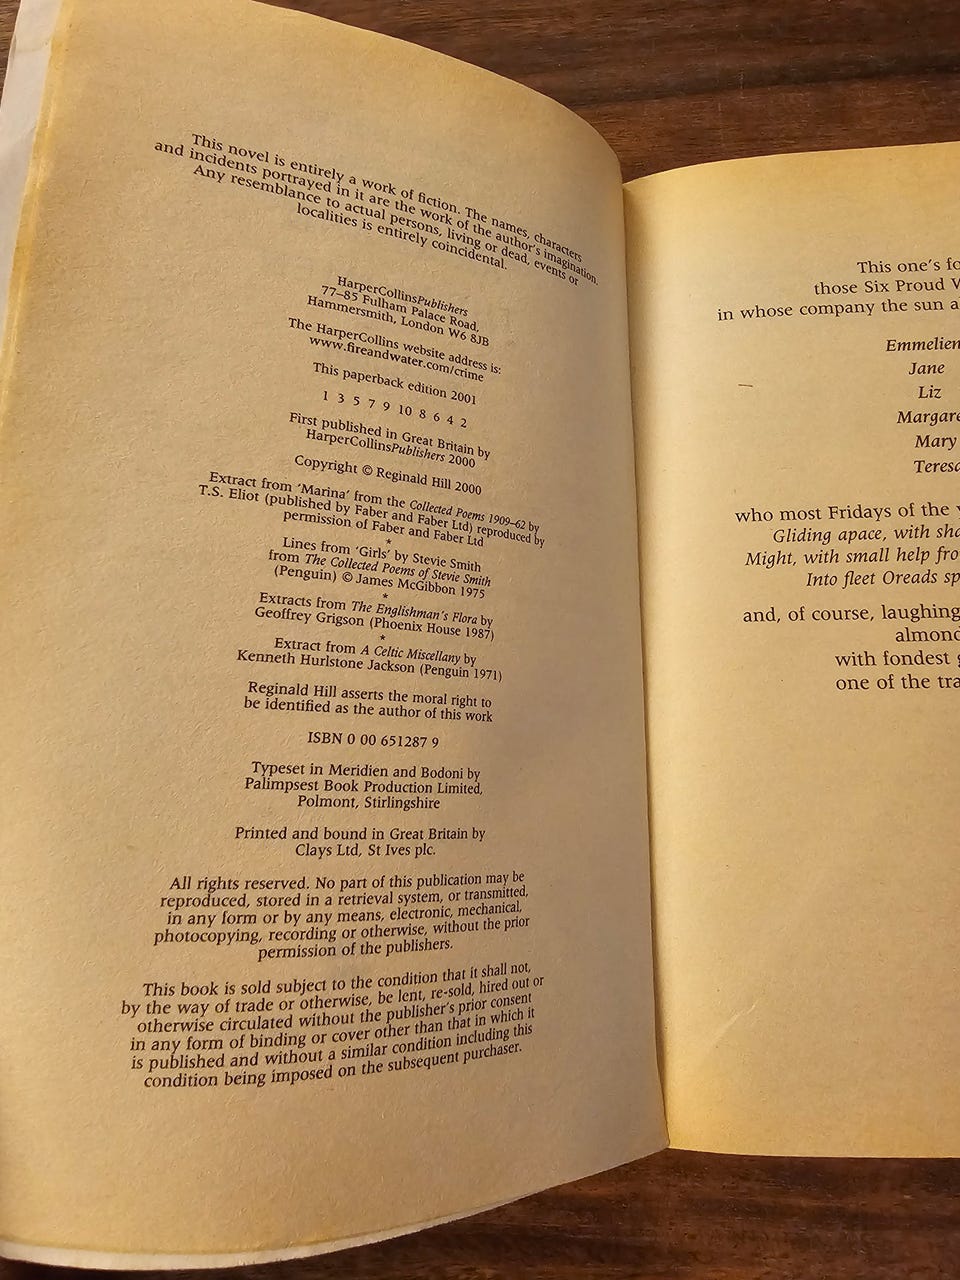 This novel is entirely a work of fiction. The names, characters
and incidents portrayed in it are the work of the author's imagination.
Any resemblance to actual persons, living or dead, events or
localities is entirely coincidental.
HarperCollinsPublishers
77–85 Fulham Palace Road,
Hammersmith, London W6 8JB
The HarperCollins website address is:
www.fireandwater.com/crime
This paperback edition 2001
1 3 5 7 9 10 8 6 4 2
First published in Great Britain by
HarperCollinsPublishers 2000
Copyright © Reginald Hill 2000
Extract from 'Marina' from the Collected Poems 1909–62 by
T.S. Eliot (published by Faber and Faber Ltd) reproduced by
permission of Faber and Faber Ltd
*
Lines from 'Girls' by Stevie Smith
from The Collected Poems of Stevie Smith
(Penguin) © James McGibbon 1975
*
Extracts from The Englishman's Flora by
Geoffrey Grigson (Phoenix House 1987)
*
Extract from A Celtic Miscellany by
Kenneth Hurlstone Jackson (Penguin 1971)
Reginald Hill asserts the moral right to
be identified as the author of this work
ISBN 0 00 651287 9
Typeset in Meridien and Bodoni by
Palimpsest Book Production Limited,
Polmont, Stirlingshire
Printed and bound in Great Britain by
Clays Ltd, St Ives plc.
All rights reserved. No part of this publication may be
reproduced, stored in a retrieval system, or transmitted,
in any form or by any means, electronic, mechanical,
photocopying, recording or otherwise, without the prior
permission of the publishers.
This book is sold subject to the condition that it shall not,
by the way of trade or otherwise, be lent, re-sold, hired out or
otherwise circulated without the publisher's prior consent
in any form of binding or cover other than that in which it
is published and without a similar condition including this
condition being imposed on the subsequent purchaser.
This one's fo
those Six Proud W
in whose company the sun a
Emmelien
Jane
Liz
Margare
Mary
Teresa
who most Fridays of the y
Gliding apace, with sha
Might, with small help fro
Into fleet Oreads sp
and, of course, laughing
almond
with fondest g
one of the tra